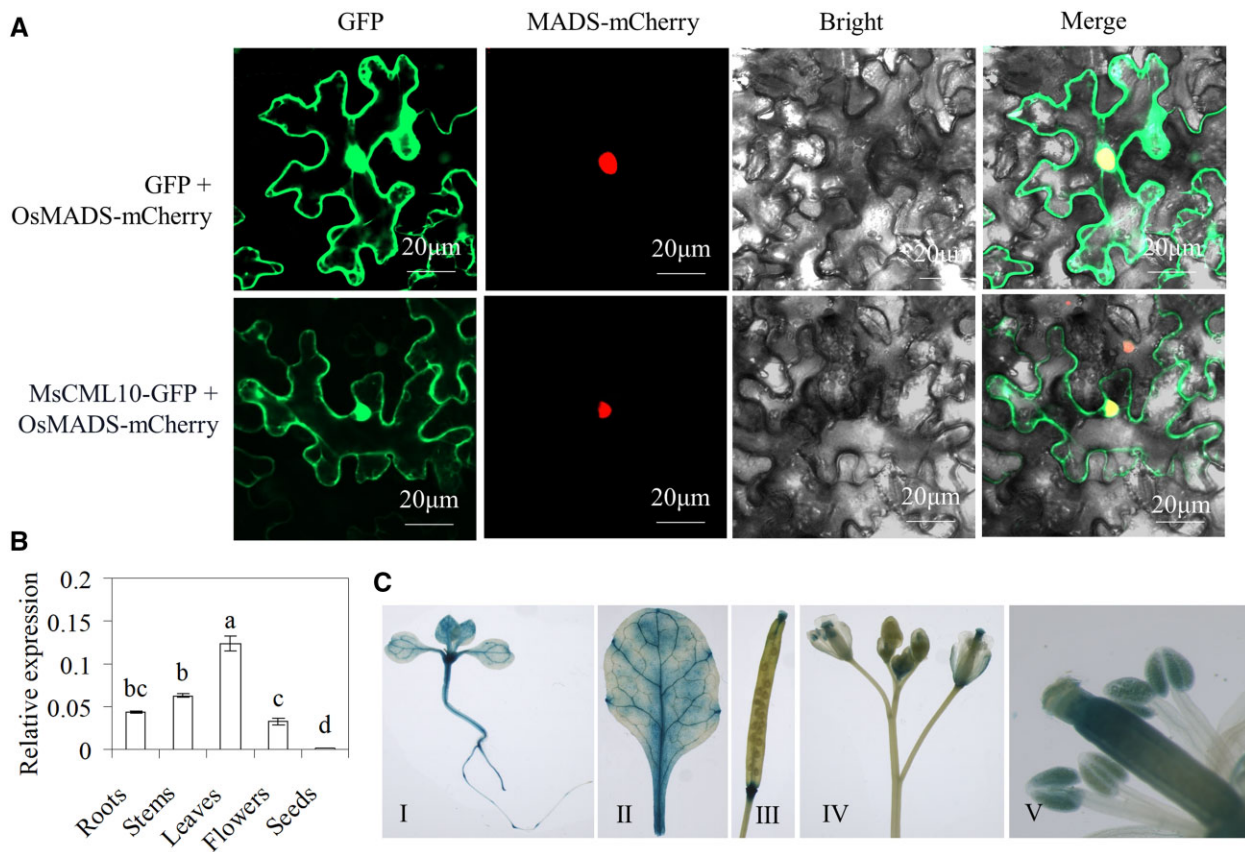 A
GFP
MADS-mCherry
Bright
Merge
GFP +
OsMADS-mCherry
20µm
20µm
20µm
20µm
MsCML10-GFP +
OsMADS-mCherry
20µm
20µm
20µm
20µm
B
Relative expression
0.2
0.15
0.1
0.05
0
bc
b
a
c
d
Roots
Stems
Leaves
Flowers
Seeds
C
I
II
III
IV
V